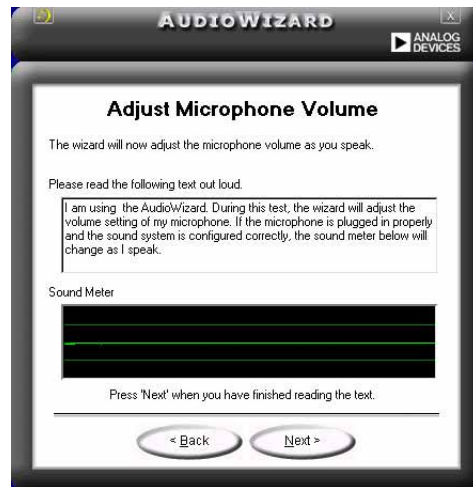 AUDIOWIZARD
X
ANALOG
DEVICES
Adjust Microphone Volume
The wizard will now adjust the microphone volume as you speak.
Please read the following text out loud.
I am using  the AudioWizard. During this test, the wizard will adjust the
volume setting of my microphone. If the microphone is plugged in properly
and the sound system is configured correctly, the sound meter below will
change as I speak.
Sound Meter
Press 'Next' when you have finished reading the text.
< Back
Next >